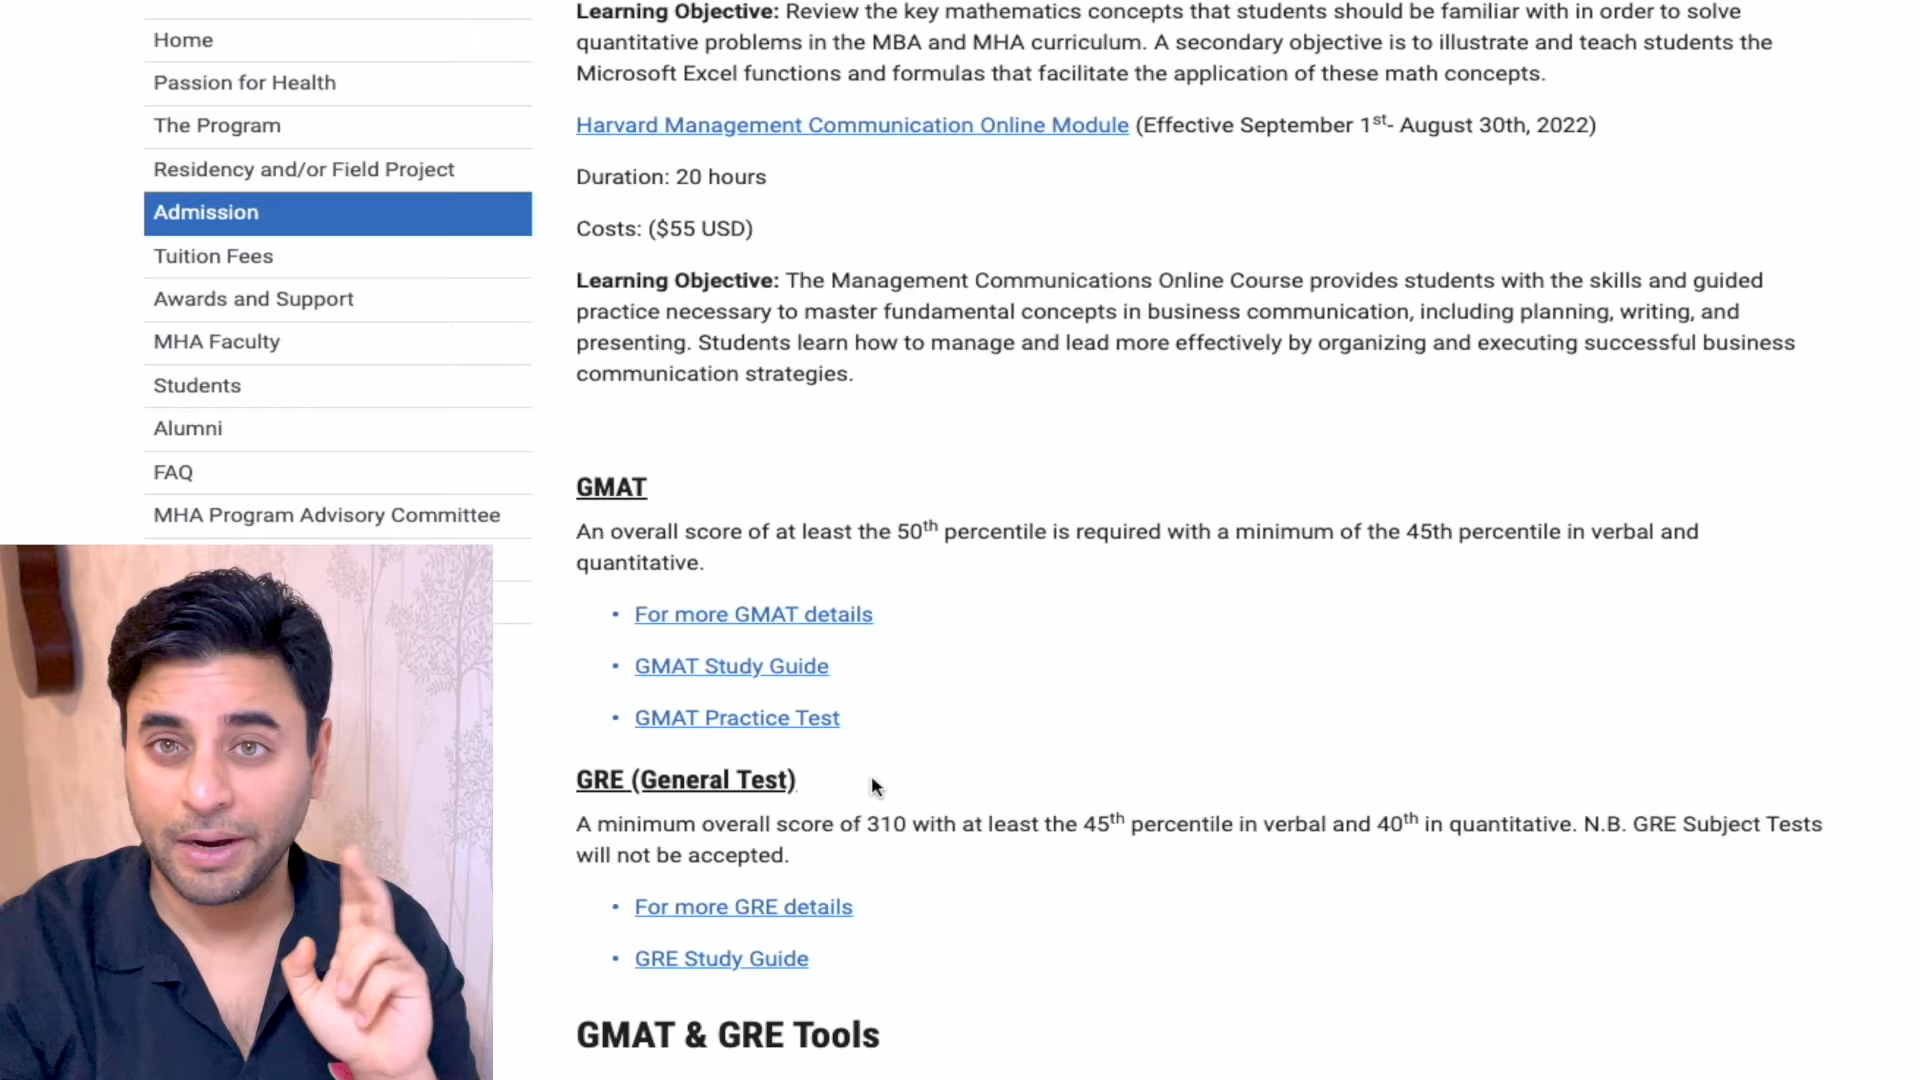 Home
Passion for Health
The Program
Residency and/or Field Project
Admission
Tuition Fees
Awards and Support
MHA Faculty
Students
Alumni
FAQ
MHA Program Advisory Committee
Learning Objective: Review the key mathematics concepts that students should be familiar with in order to solve
quantitative problems in the MBA and MHA curriculum. A secondary objective is to illustrate and teach students the
Microsoft Excel functions and formulas that facilitate the application of these math concepts.
Harvard Management Communication Online Module (Effective September 1st- August 30th, 2022)
Duration: 20 hours
Costs: ($55 USD)
Learning Objective: The Management Communications Online Course provides students with the skills and guided
practice necessary to master fundamental concepts in business communication, including planning, writing, and
presenting. Students learn how to manage and lead more effectively by organizing and executing successful business
communication strategies.
GMAT
An overall score of at least the 50th percentile is required with a minimum of the 45th percentile in verbal and
quantitative.
• For more GMAT details
• GMAT Study Guide
• GMAT Practice Test
GRE (General Test)
A minimum overall score of 310 with at least the 45th percentile in verbal and 40th in quantitative. N.B. GRE Subject Tests
will not be accepted.
• For more GRE details
• GRE Study Guide
GMAT & GRE Tools